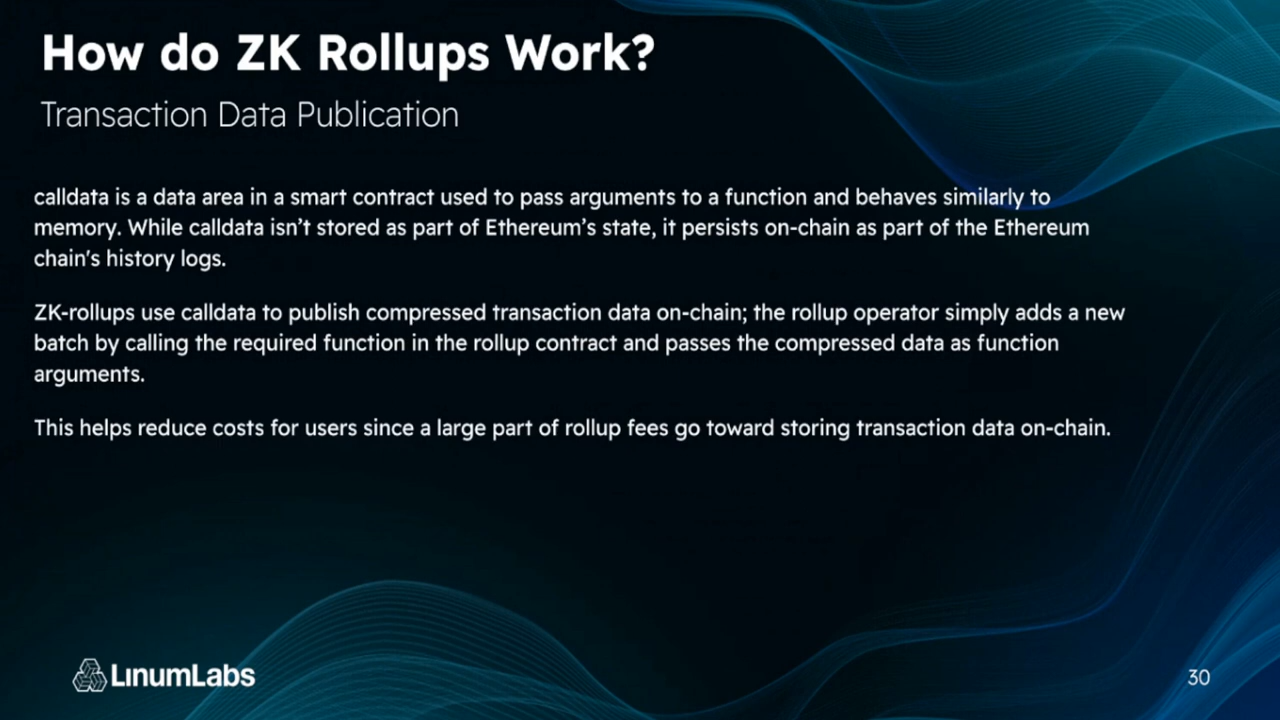 How do ZK Rollups Work?
Transaction Data Publication
calldata is a data area in a smart contract used to pass arguments to a function and behaves similarly to
memory. While calldata isn’t stored as part of Ethereum’s state, it persists on-chain as part of the Ethereum
chain's history logs.
ZK-rollups use calldata to publish compressed transaction data on-chain; the rollup operator simply adds a new
batch by calling the required function in the rollup contract and passes the compressed data as function
arguments.
This helps reduce costs for users since a large part of rollup fees go toward storing transaction data on-chain.
LinumLabs
30